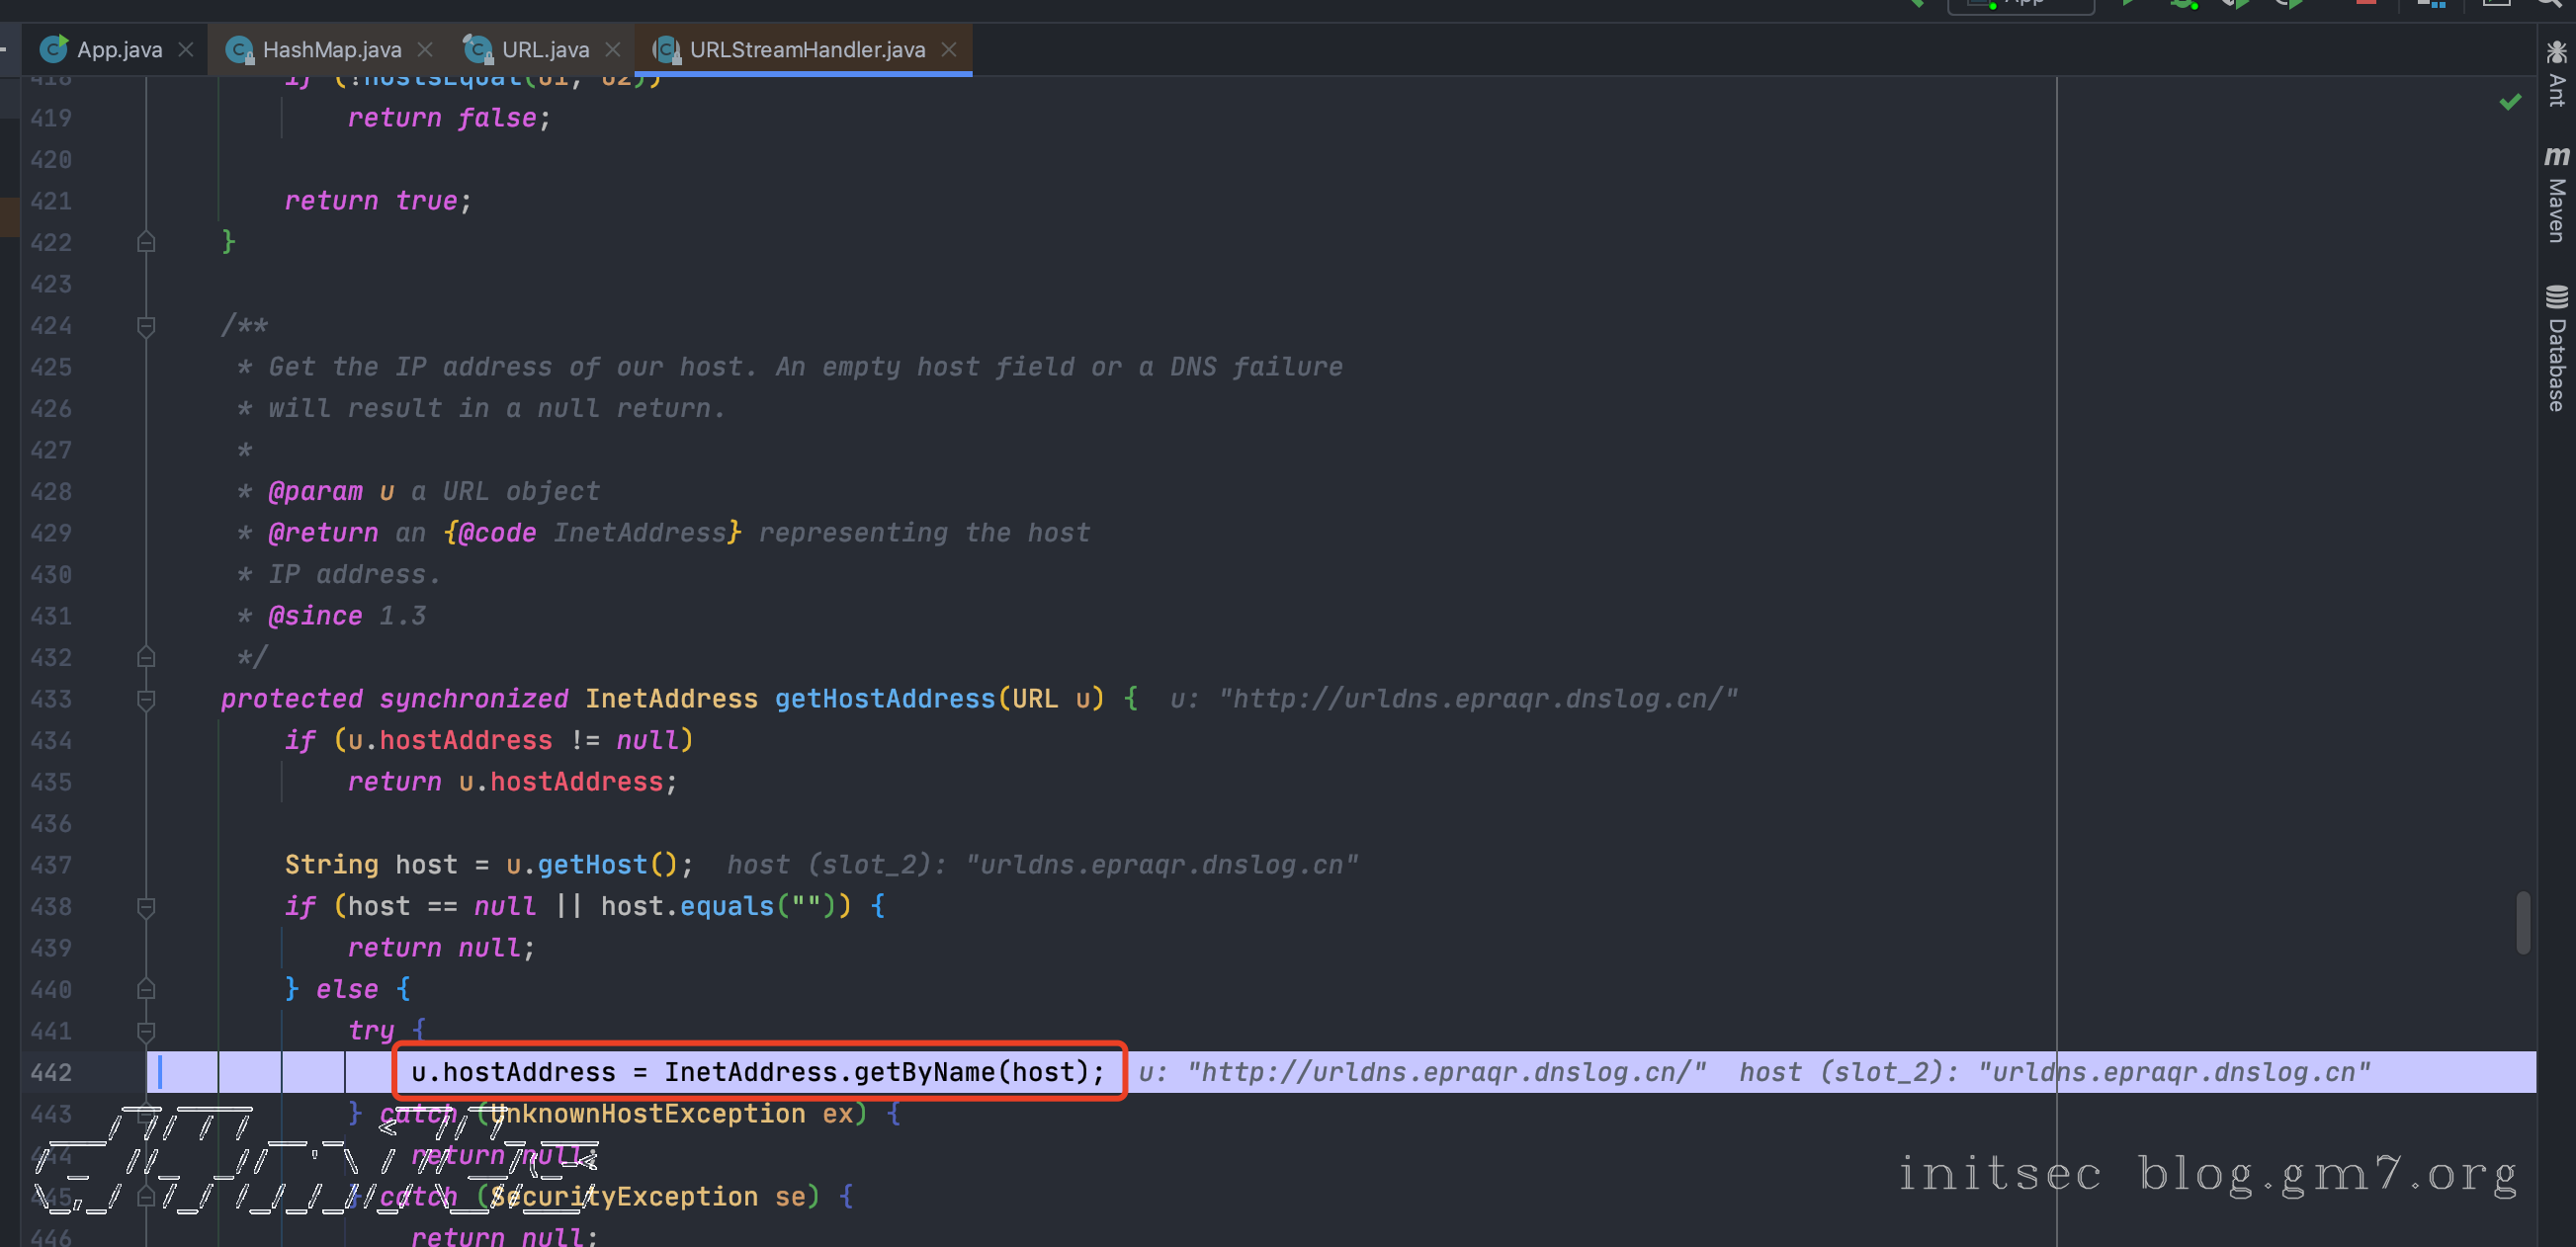 App
App.java
HashMap.java
URL.java
URLStreamHandler.java
418 if (!hostsEqual(u1, u2))
419 return false;
420
421 return true;
422 }
423
424 /**
425 * Get the IP address of our host. An empty host field or a DNS failure
426 * will result in a null return.
427 *
428 * @param u a URL object
429 * @return an {@code InetAddress} representing the host
430 * IP address.
431 * @since 1.3
432 */
433 protected synchronized InetAddress getHostAddress(URL u) { u: "http://urldns.epraqr.dnslog.cn/"
434 if (u.hostAddress != null)
435 return u.hostAddress;
436
437 String host = u.getHost(); host (slot_2): "urldns.epraqr.dnslog.cn"
438 if (host == null || host.equals("")) {
439 return null;
440 } else {
441 try {
442 u.hostAddress = InetAddress.getByName(host); u: "http://urldns.epraqr.dnslog.cn/" host (slot_2): "urldns.epraqr.dnslog.cn"
443 } catch (UnknownHostException ex) {
444 return null;
445 } catch (SecurityException se) {
446 return null;
Ant
Maven
Database
initsec blog.gm7.org